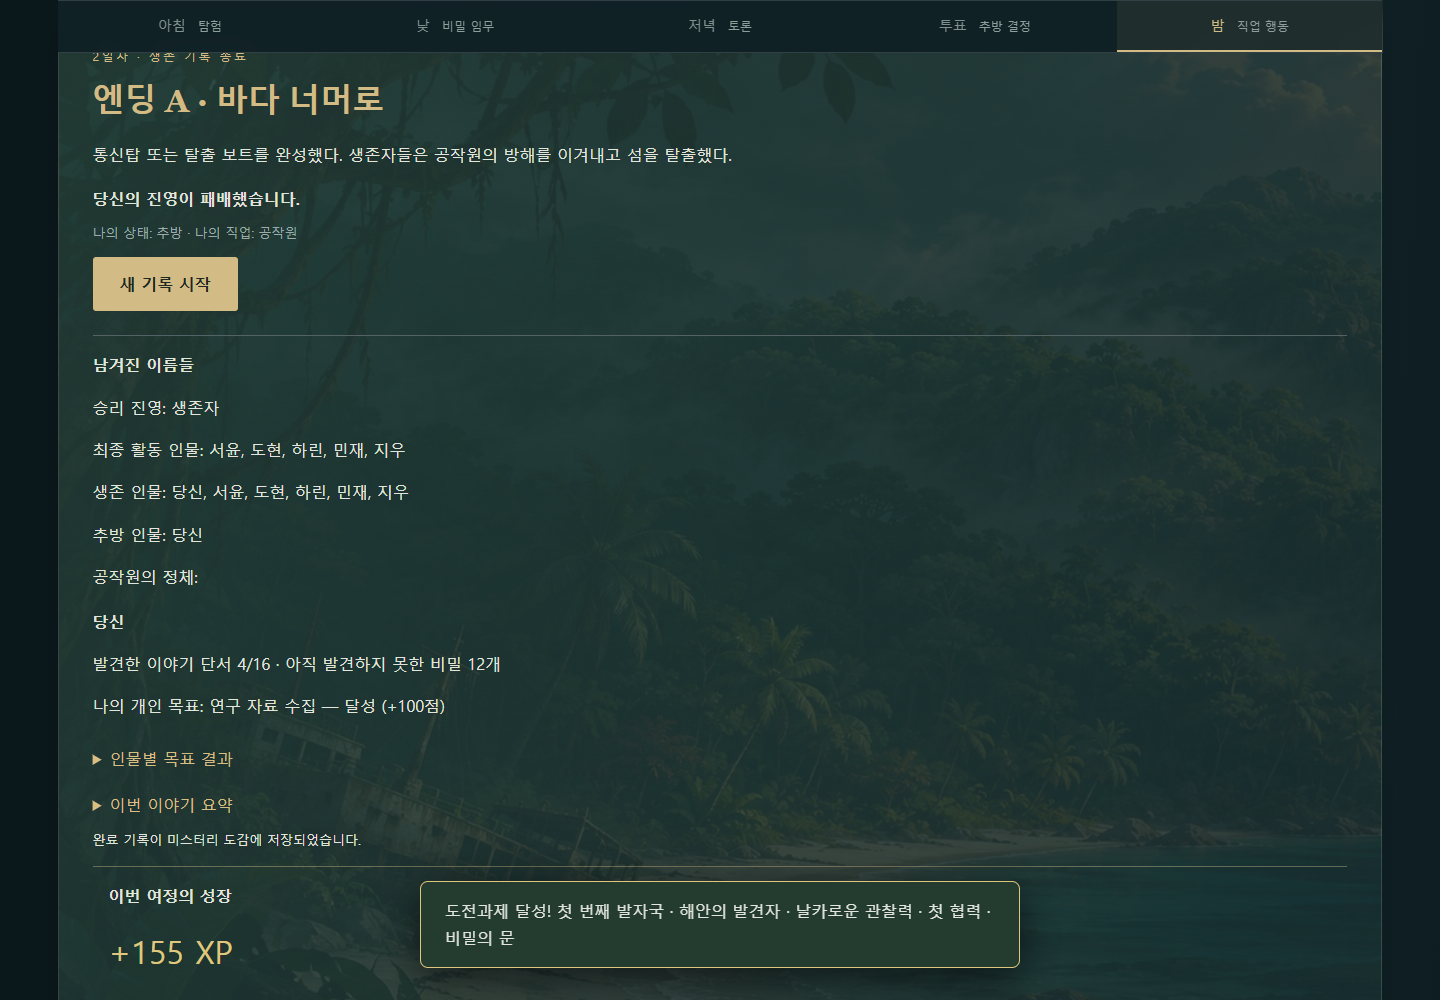 아침 탐험
낮 비밀 임무
저녁 토론
투표 추방 결정
밤 직업 행동
2일차 · 생존 기록 종료
엔딩 A · 바다 너머로
통신탑 또는 탈출 보트를 완성했다. 생존자들은 공작원의 방해를 이겨내고 섬을 탈출했다.
당신의 진영이 패배했습니다.
나의 상태: 추방 · 나의 직업: 공작원
새 기록 시작
남겨진 이름들
승리 진영: 생존자
최종 활동 인물: 서윤, 도현, 하린, 민재, 지우
생존 인물: 당신, 서윤, 도현, 하린, 민재, 지우
추방 인물: 당신
공작원의 정체:
당신
발견한 이야기 단서 4/16 · 아직 발견하지 못한 비밀 12개
나의 개인 목표: 연구 자료 수집 — 달성 (+100점)
▶ 인물별 목표 결과
▶ 이번 이야기 요약
완료 기록이 미스터리 도감에 저장되었습니다.
이번 여정의 성장
+155 XP
도전과제 달성! 첫 번째 발자국 · 해안의 발견자 · 날카로운 관찰력 · 첫 협력 ·
비밀의 문